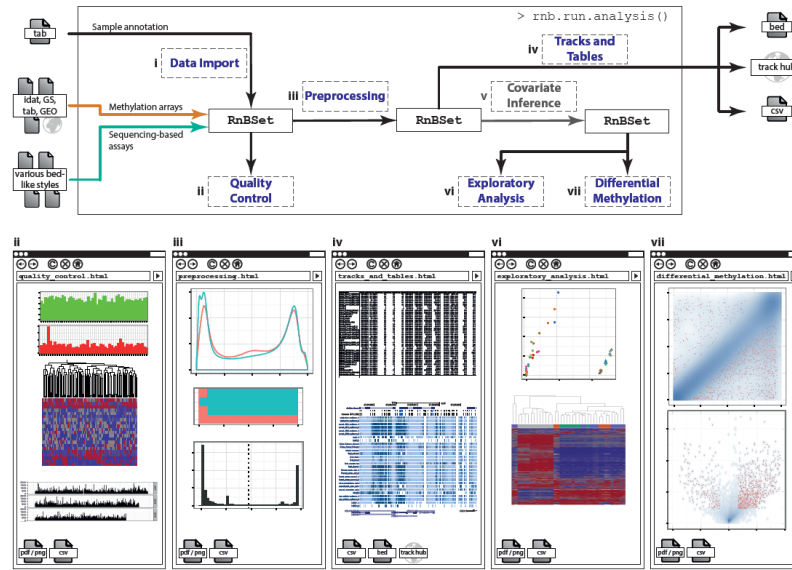 > rnb.run.analysis()
tab
Sample annotation
bed
iv
Tracks and
Tables
i
Data Import
track hub
idat, GS,
tab, GEO
Methylation arrays
iii
Preprocessing
v
Covariate
Inference
csv
RnBSet
RnBSet
RnBSet
Sequencing-based
assays
various bed-
like styles
ii
Quality
Control
vi
Exploratory
Analysis
vii
Differential
Methylation
ii
iii
iv
vi
vii
quality_control.html
preprocessing.html
tracks_and_tables.html
exploratory_analysis.html
differential_methylation.html
pdf / png
csv
pdf / png
csv
csv
bed
track hub
pdf / png
csv
pdf / png
csv